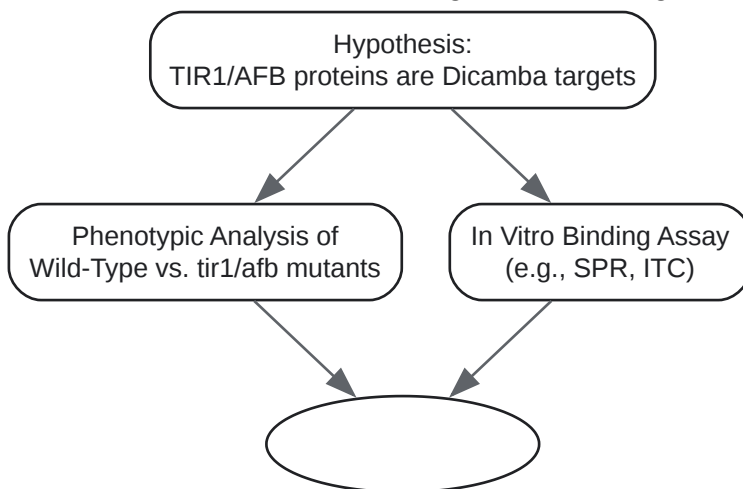 Hypothesis:
TIR1/AFB proteins are Dicamba targets
Phenotypic Analysis of
Wild-Type vs. tir1/afb mutants
In Vitro Binding Assay
(e.g., SPR, ITC)